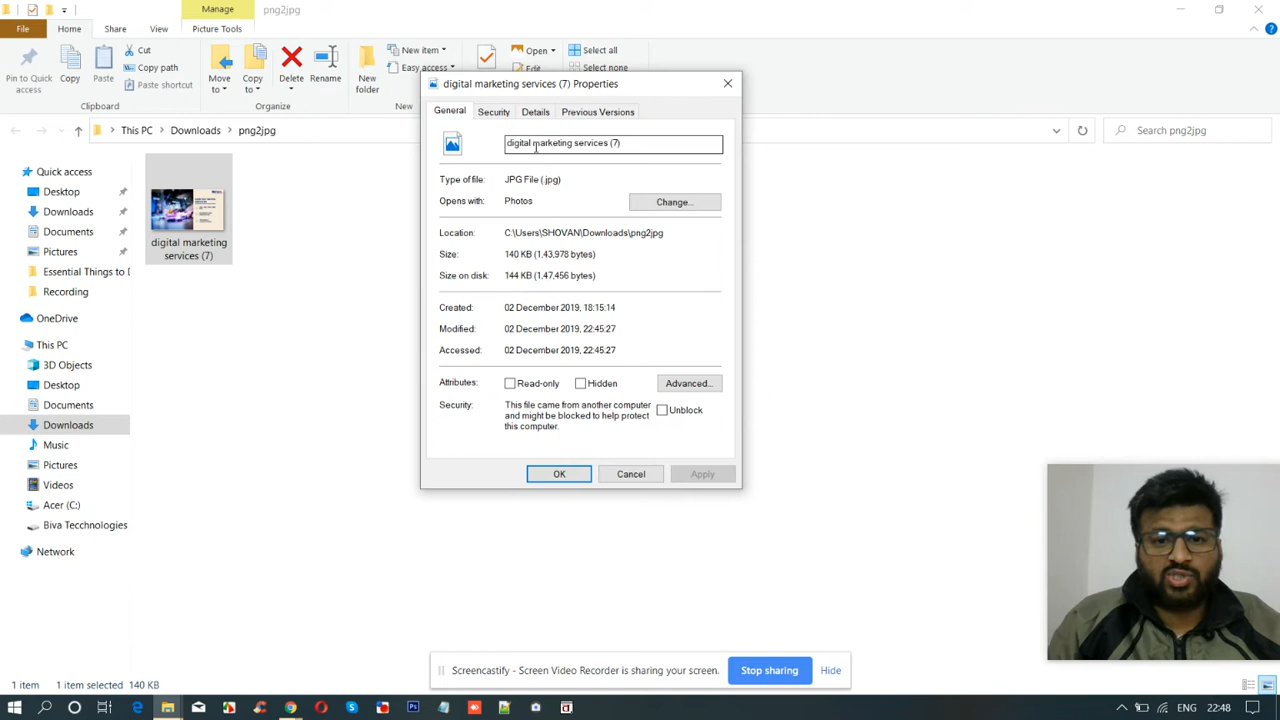 Manage
png2jpg
File
Home
Share
View
Picture Tools
Pin to Quick
access
Copy
Paste
Cut
Copy path
Paste shortcut
Clipboard
Move
to
Copy
to
Delete
Rename
Organize
New
folder
New item
Easy access
New
Open
Edit
Select all
Select none
This PC
Downloads
png2jpg
Search png2jpg
Quick access
Desktop
Downloads
Documents
Pictures
Essential Things to D
Recording
OneDrive
This PC
3D Objects
Desktop
Documents
Downloads
Music
Pictures
Videos
Acer (C:)
Biva Tecchnologies
Network
digital marketing
services (7)
digital marketing services (7) Properties
General
Security
Details
Previous Versions
digital marketing services (7)
Type of file: JPG File (.jpg)
Opens with: Photos
Change...
Location: C:\Users\SHOVAN\Downloads\png2jpg
Size: 140 KB (1,43,978 bytes)
Size on disk: 144 KB (1,47,456 bytes)
Created: 02 December 2019, 18:15:14
Modified: 02 December 2019, 22:45:27
Accessed: 02 December 2019, 22:45:27
Attributes: Read-only Hidden Advanced...
Security: This file came from another computer
and might be blocked to help protect
this computer.
Unblock
OK
Cancel
Apply
Screencastify - Screen Video Recorder is sharing your screen.
Stop sharing
Hide
1 item
1 item selected
140 KB
22:48